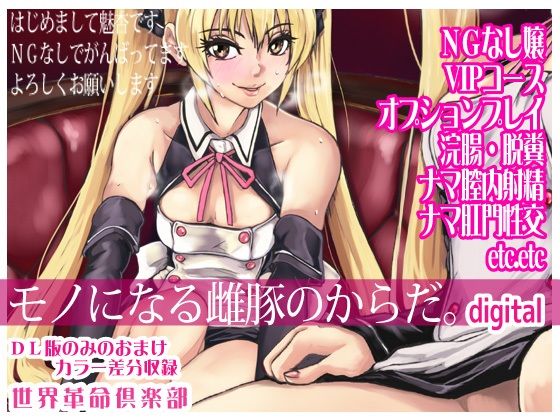 はじめまして魅杏です
ＮＧなしでがんばってます
よろしくお願いします
ＮＧなし嬢
VIPコース
オプションプレイ
浣腸・脱糞
ナマ膣内射精
ナマ肛門性交
etc.etc
モノになる雌豚のからだ。digital
ＤＬ版のみのおまけ
カラー差分収録
世界革命倶楽部